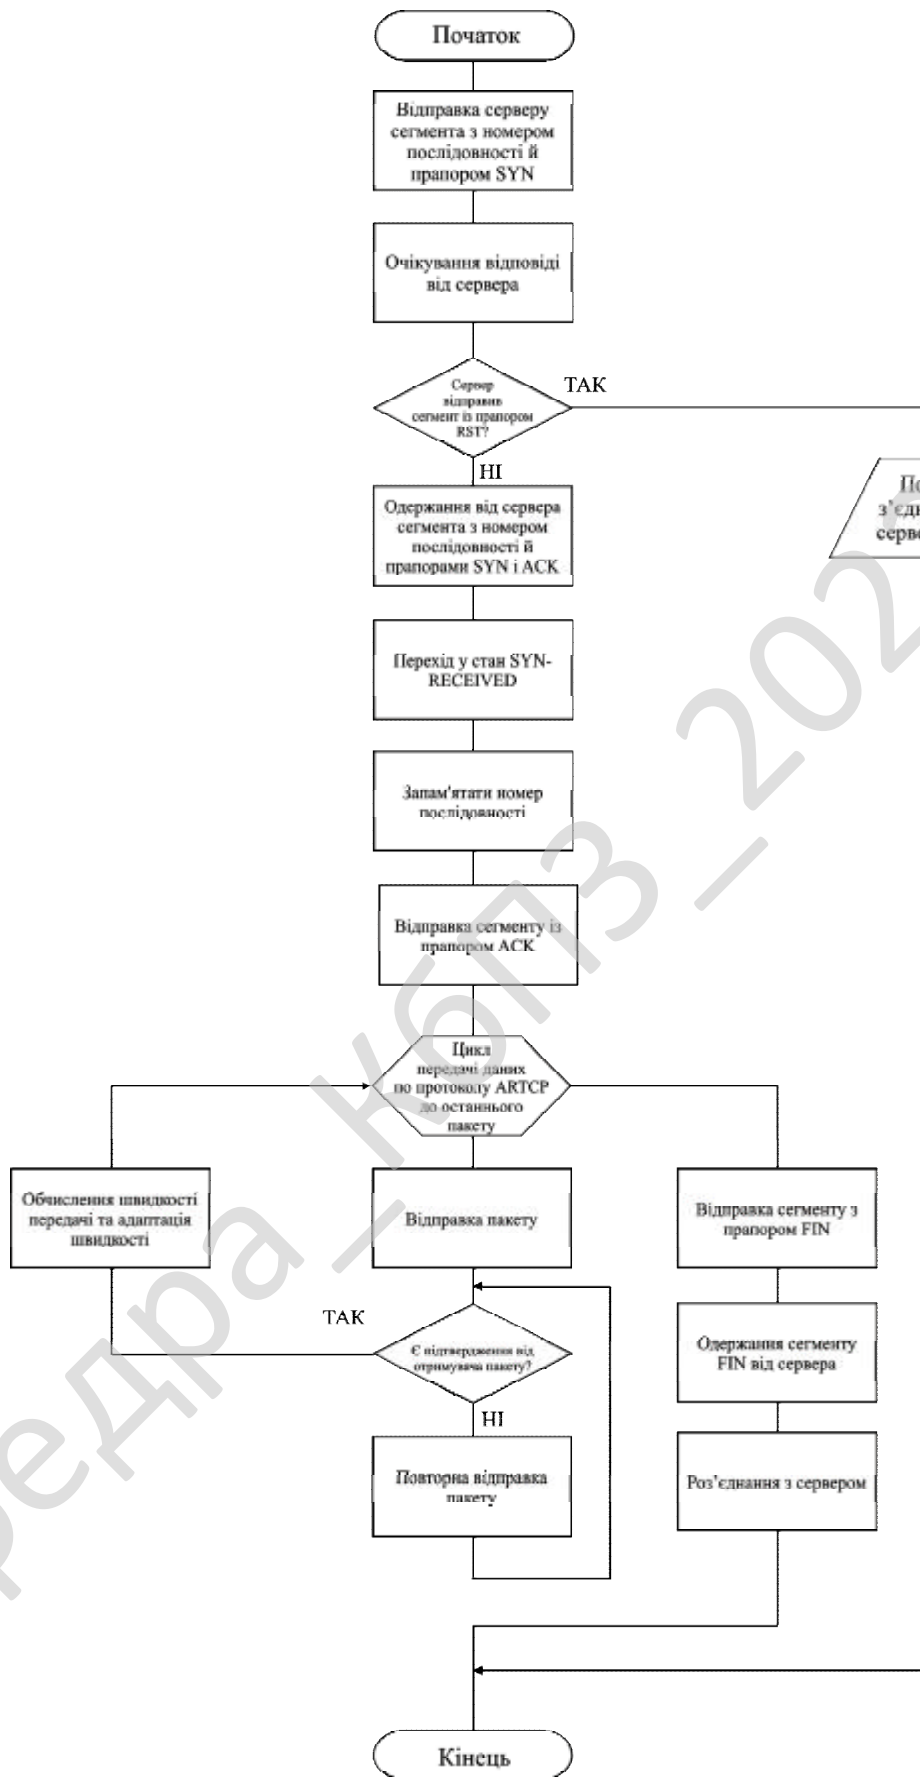 Початок
Відправка серверу
сегмента з номером
послідовності й
прапором SYN
Очікування відповіді
від сервера
Сервер
відправив
сегмент із прапором
RST?
ТАК
НІ
Одержання від сервера
сегмента з номером
послідовності й
прапорами SYN і ACK
По
з’єдн
серве
Перехід у стан SYN-
RECEIVED
Запам'ятати номер
послідовності
Відправка сегменту із
прапором ACK
Цикл
передачі даних
по протоколу ARTCP
до останнього
пакету
Обчислення швидкості
передачі та адаптація
швидкості
Відправка пакету
Відправка сегменту з
прапором FIN
ТАК
Є підтвердження від
отримувача пакету?
НІ
Одержання сегменту
FIN від сервера
Повторна відправка
пакету
Роз’єднання з сервером
Кінець
едра_КбПЗ_202